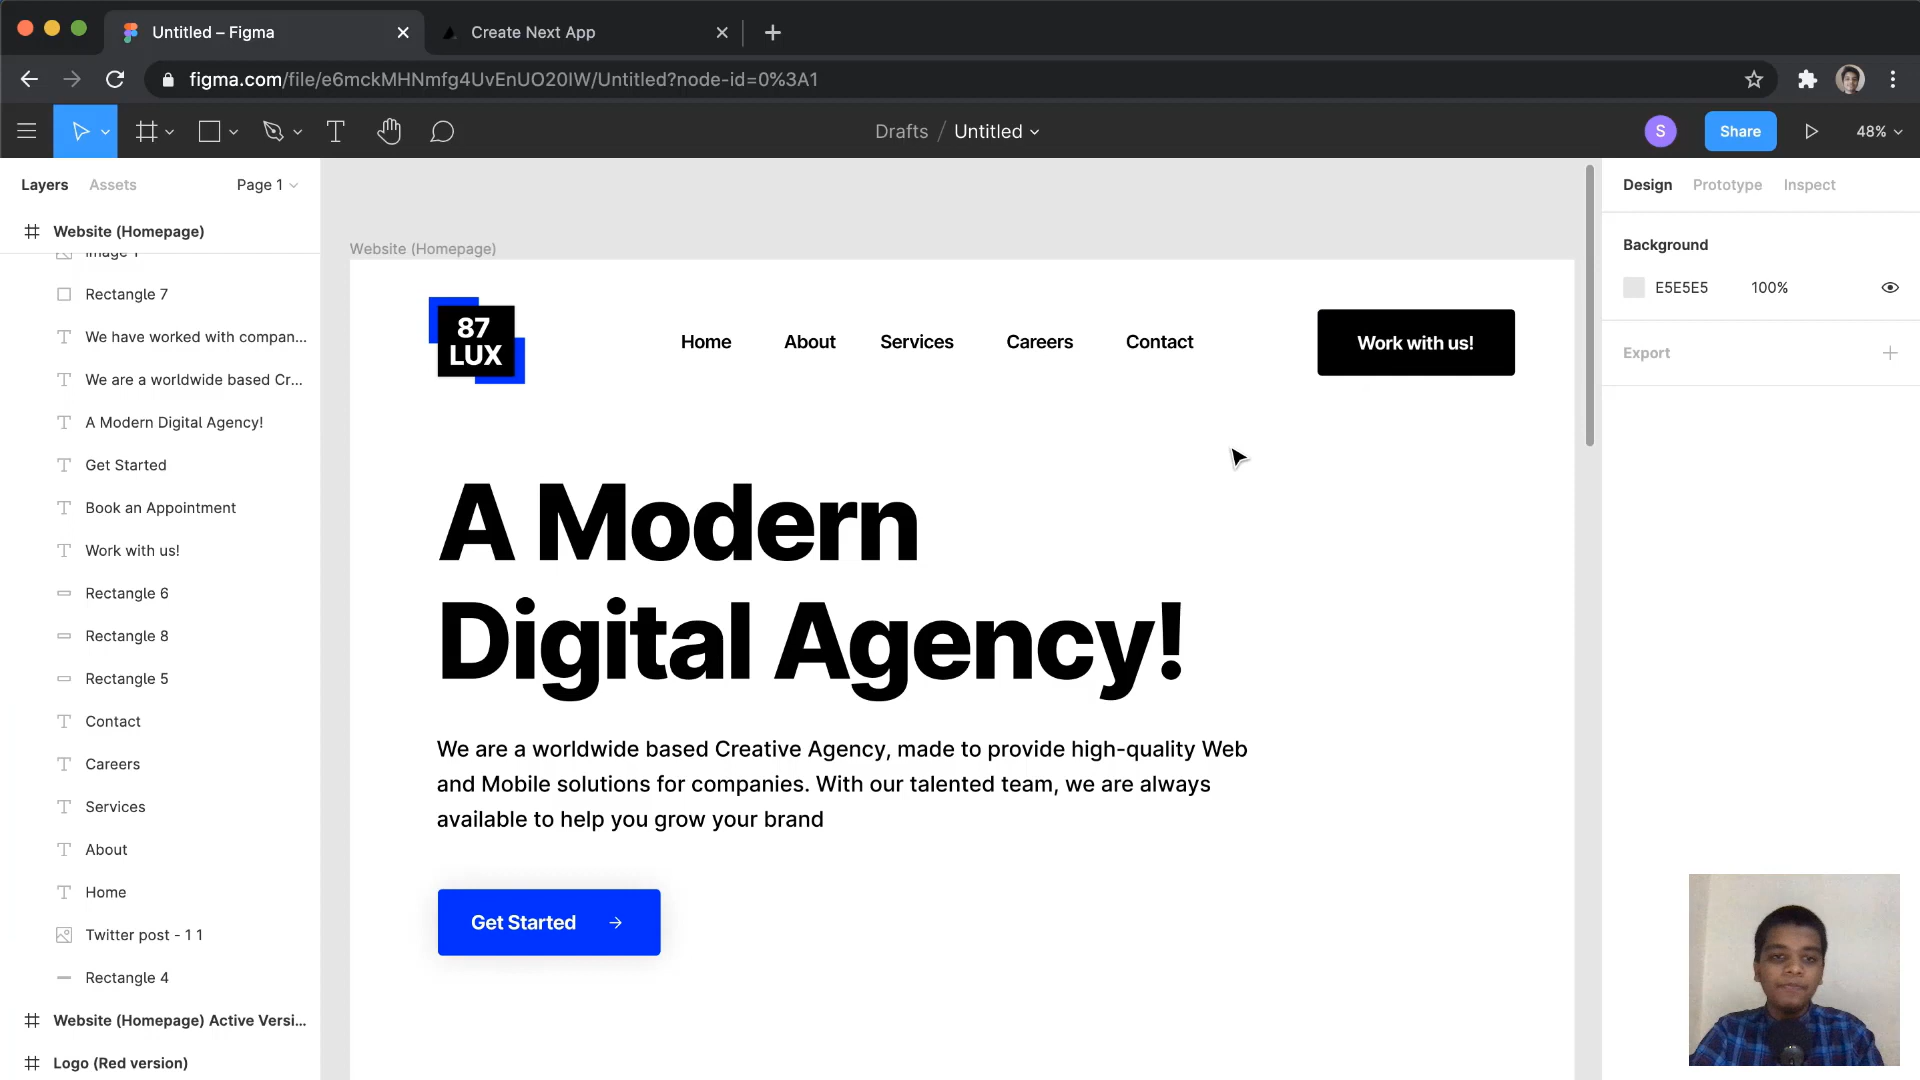 Untitled – Figma
Create Next App
figma.com/file/e6mckMHNmfg4UvEnUO20IW/Untitled?node-id=0%3A1
Drafts / Untitled
S
Share
48%
Layers
Assets
Page 1
Design
Prototype
Inspect
Website (Homepage)
Image 1
Rectangle 7
We have worked with compan...
We are a worldwide based Cr...
A Modern Digital Agency!
Get Started
Book an Appointment
Work with us!
Rectangle 6
Rectangle 8
Rectangle 5
Contact
Careers
Services
About
Home
Twitter post - 1 1
Rectangle 4
Website (Homepage) Active Versi...
Logo (Red version)
Website (Homepage)
87
LUX
Home
About
Services
Careers
Contact
Work with us!
A Modern
Digital Agency!
We are a worldwide based Creative Agency, made to provide high-quality Web
and Mobile solutions for companies. With our talented team, we are always
available to help you grow your brand
Get Started
Background
E5E5E5
100%
Export